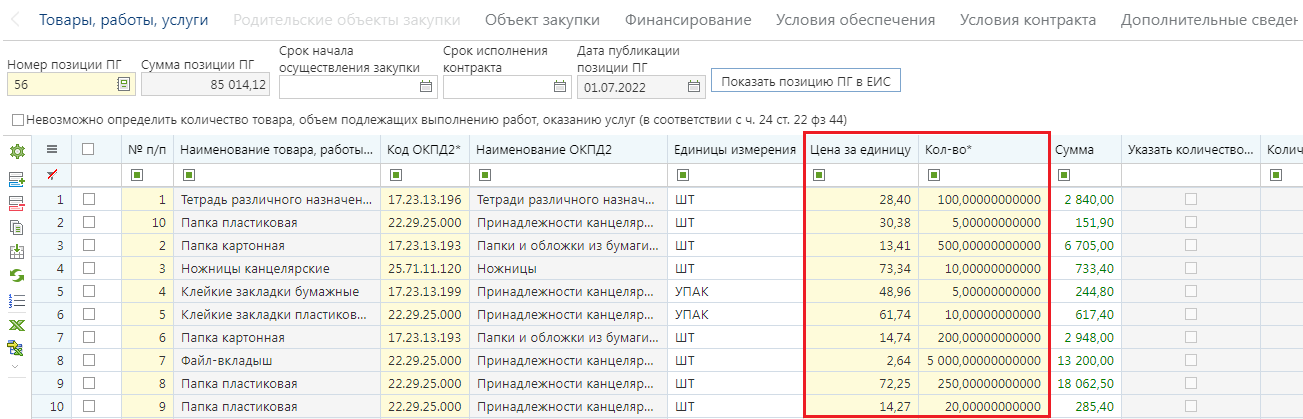 Товары, работы, услуги Родительские объекты закупки Объект закупки Финансирование Условия обеспечения Условия контракта Дополнительные сведен
Срок начала Срок исполнения Дата публикации
Номер позиции ПГ Сумма позиции ПГ осуществления закупки контракта позиции ПГ
56 85 014,12 01.07.2022 Показать позицию ПГ в ЕИС
Невозможно определить количество товара, объем подлежащих выполнению работ, оказанию услуг (в соответствии с ч. 24 ст. 22 фз 44)
№ п/п Наименование товара, работы... Код ОКПД2* Наименование ОКПД2 Единицы измерения Цена за единицу Кол-во* Сумма Указать количество... Колич
1 1 Тетрадь различного назначен... 17.23.13.196 Тетради различного назнач... ШТ 28,40 100,00000000000 2 840,00
2 10 Папка пластиковая 22.29.25.000 Принадлежности канцеляр... ШТ 30,38 5,00000000000 151,90
3 2 Папка картонная 17.23.13.193 Папки и обложки из бумаги... ШТ 13,41 500,00000000000 6 705,00
4 3 Ножницы канцелярские 25.71.11.120 Ножницы ШТ 73,34 10,00000000000 733,40
5 4 Клейкие закладки бумажные 17.23.13.199 Принадлежности канцеляр... УПАК 48,96 5,00000000000 244,80
6 5 Клейкие закладки пластиков... 22.29.25.000 Принадлежности канцеляр... УПАК 61,74 10,00000000000 617,40
7 6 Папка картонная 17.23.13.193 Папки и обложки из бумаги... ШТ 14,74 200,00000000000 2 948,00
8 7 Файл-вкладыш 22.29.25.000 Принадлежности канцеляр... ШТ 2,64 5 000,00000000000 13 200,00
9 8 Папка пластиковая 22.29.25.000 Принадлежности канцеляр... ШТ 72,25 250,00000000000 18 062,50
10 9 Папка пластиковая 22.29.25.000 Принадлежности канцеляр... ШТ 14,27 20,00000000000 285,40